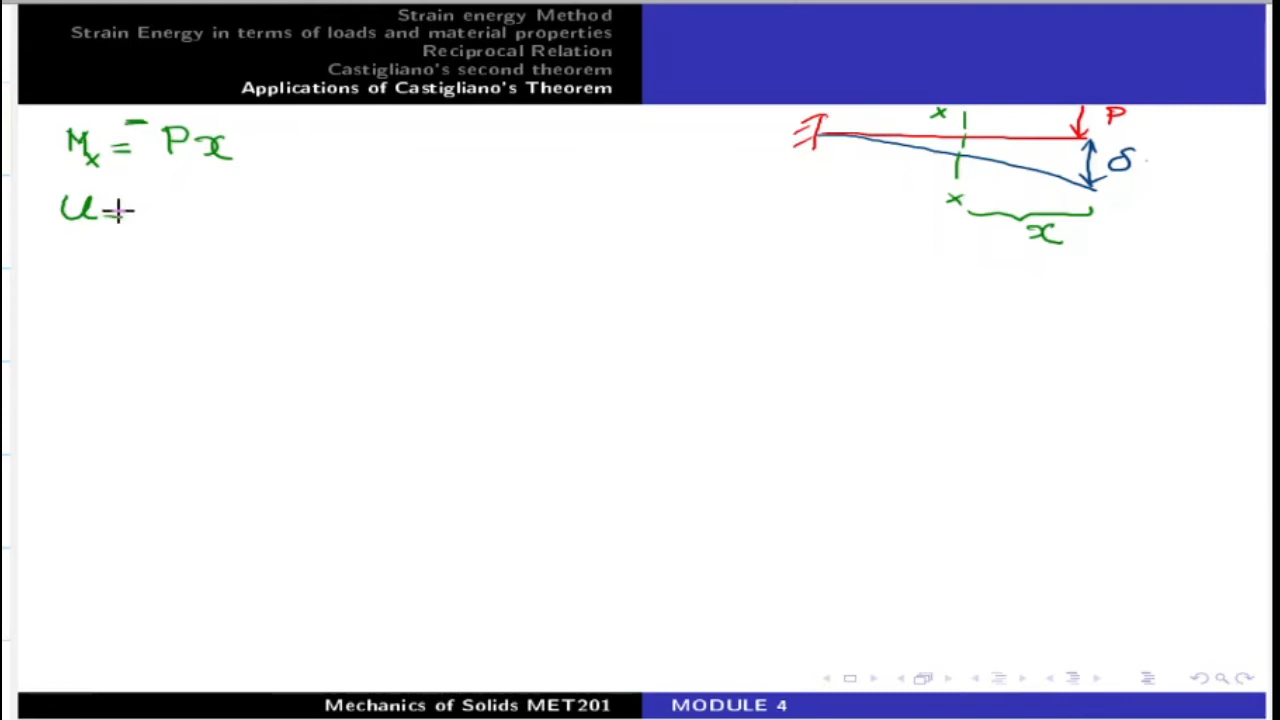 Strain energy Method
Strain Energy in terms of loads and material properties
Reciprocal Relation
Castigliano's second theorem
Applications of Castigliano's Theorem
x
P
Mx = - Px
δ
U=
x
x
Mechanics of Solids MET201
MODULE 4